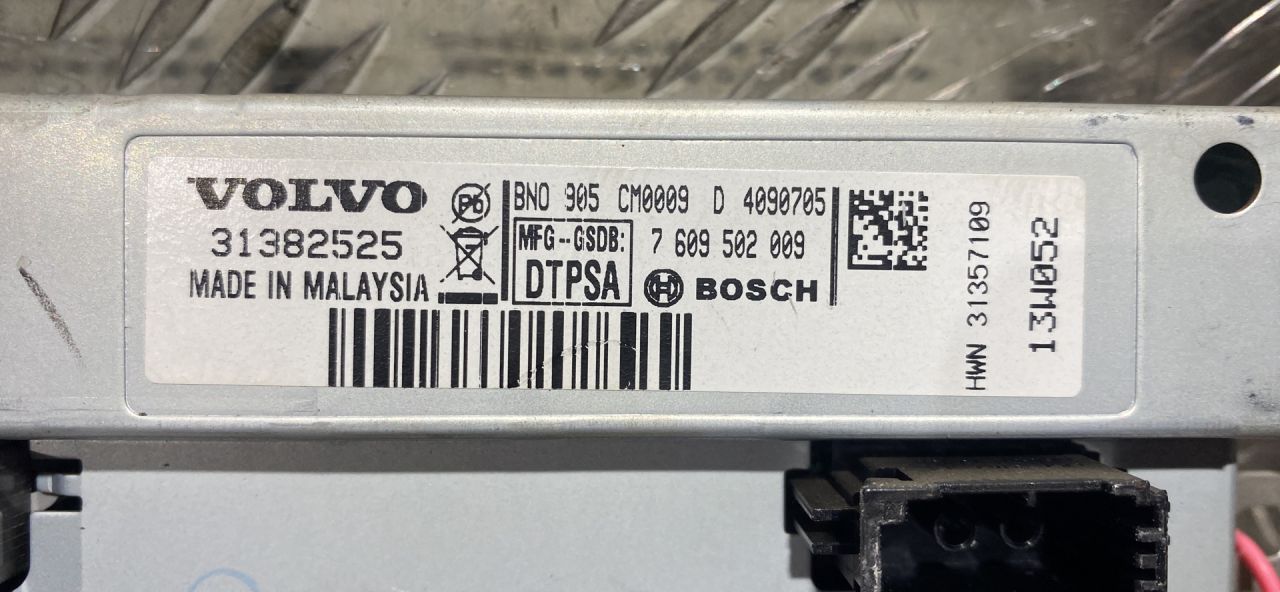 VOLVO
31382525
MADE IN MALAYSIA
P6
BNO 905 CM0009 D 4090705
MFG--GSDB:
DTPSA
7 609 502 009
BOSCH
HWN 31357109
13W052